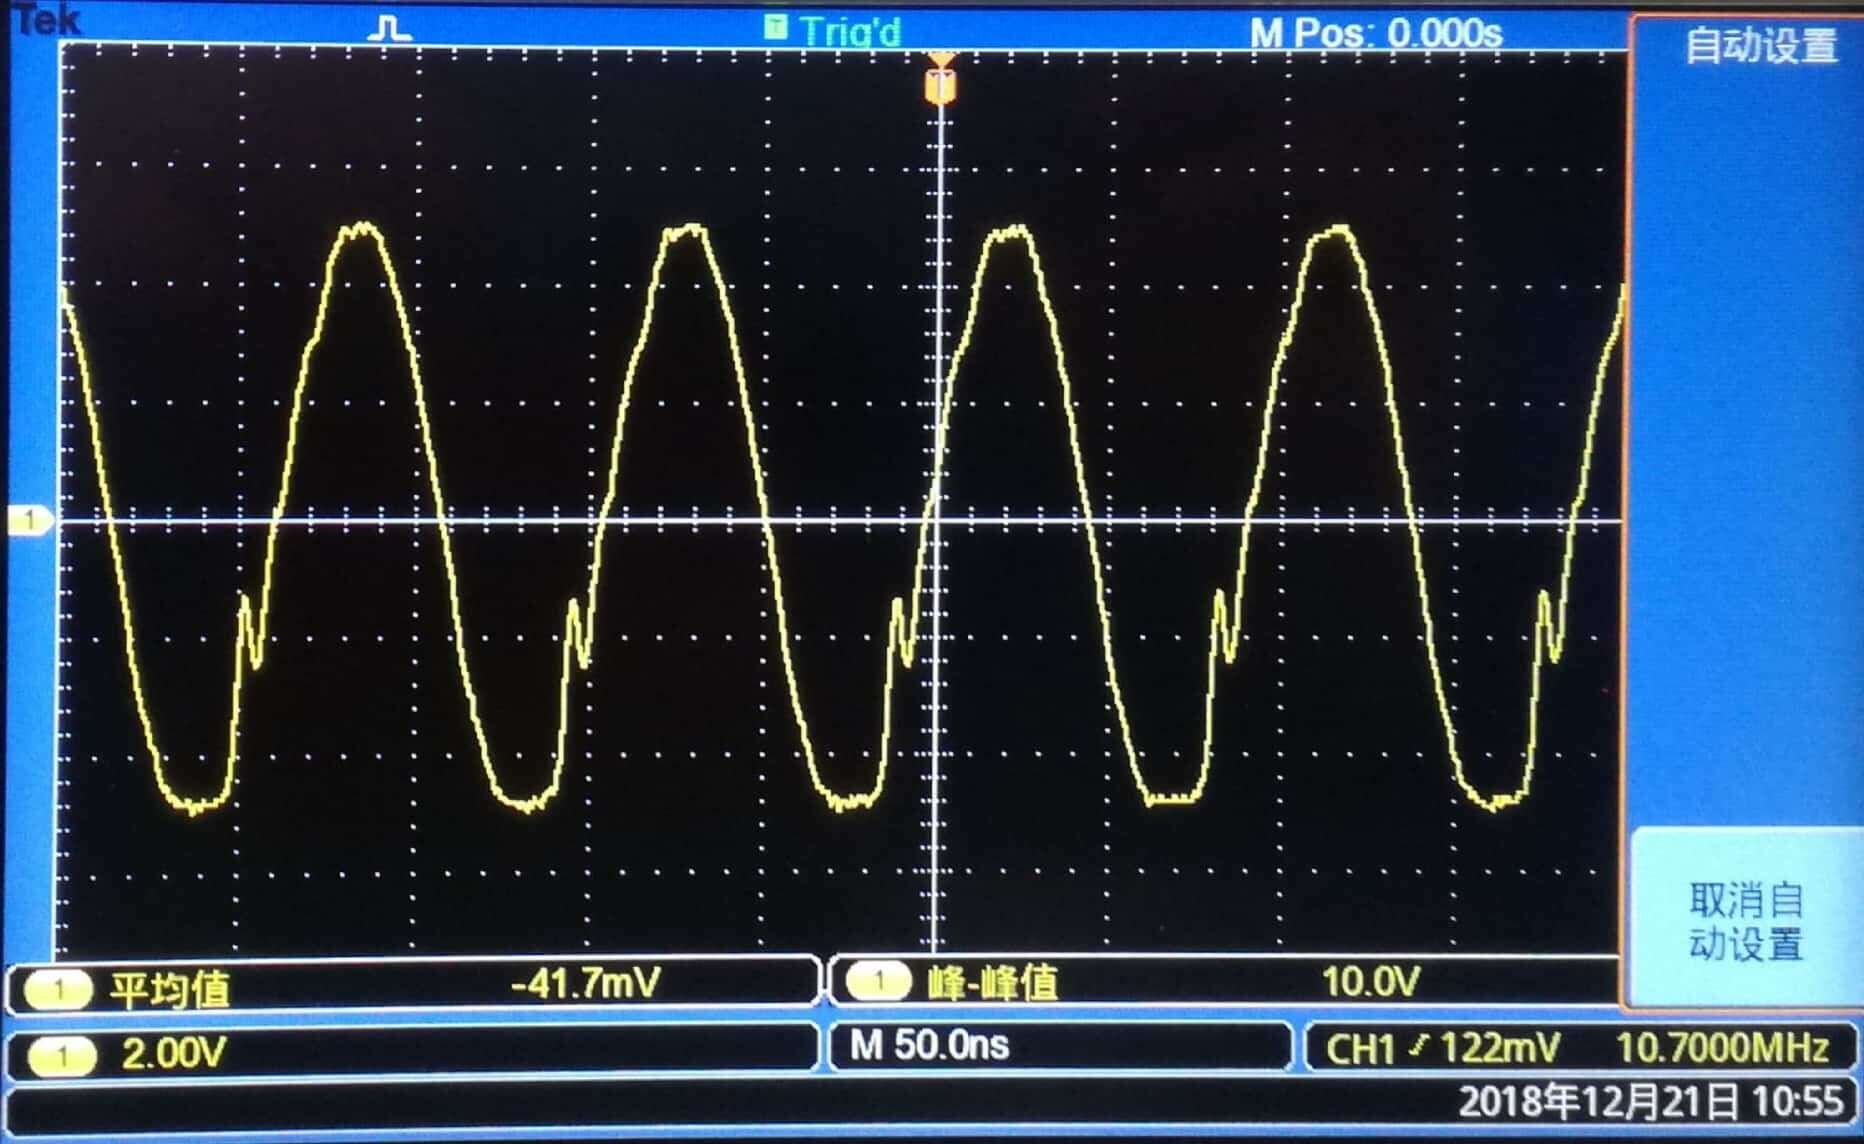 Tek
Trig'd
M Pos: 0.000s
自动设置
T
1
取消自
动设置
1 平均值 -41.7mV
1 峰-峰值 10.0V
1 2.00V
M 50.0ns
CH1 122mV 10.7000MHz
2018年12月21日 10:55